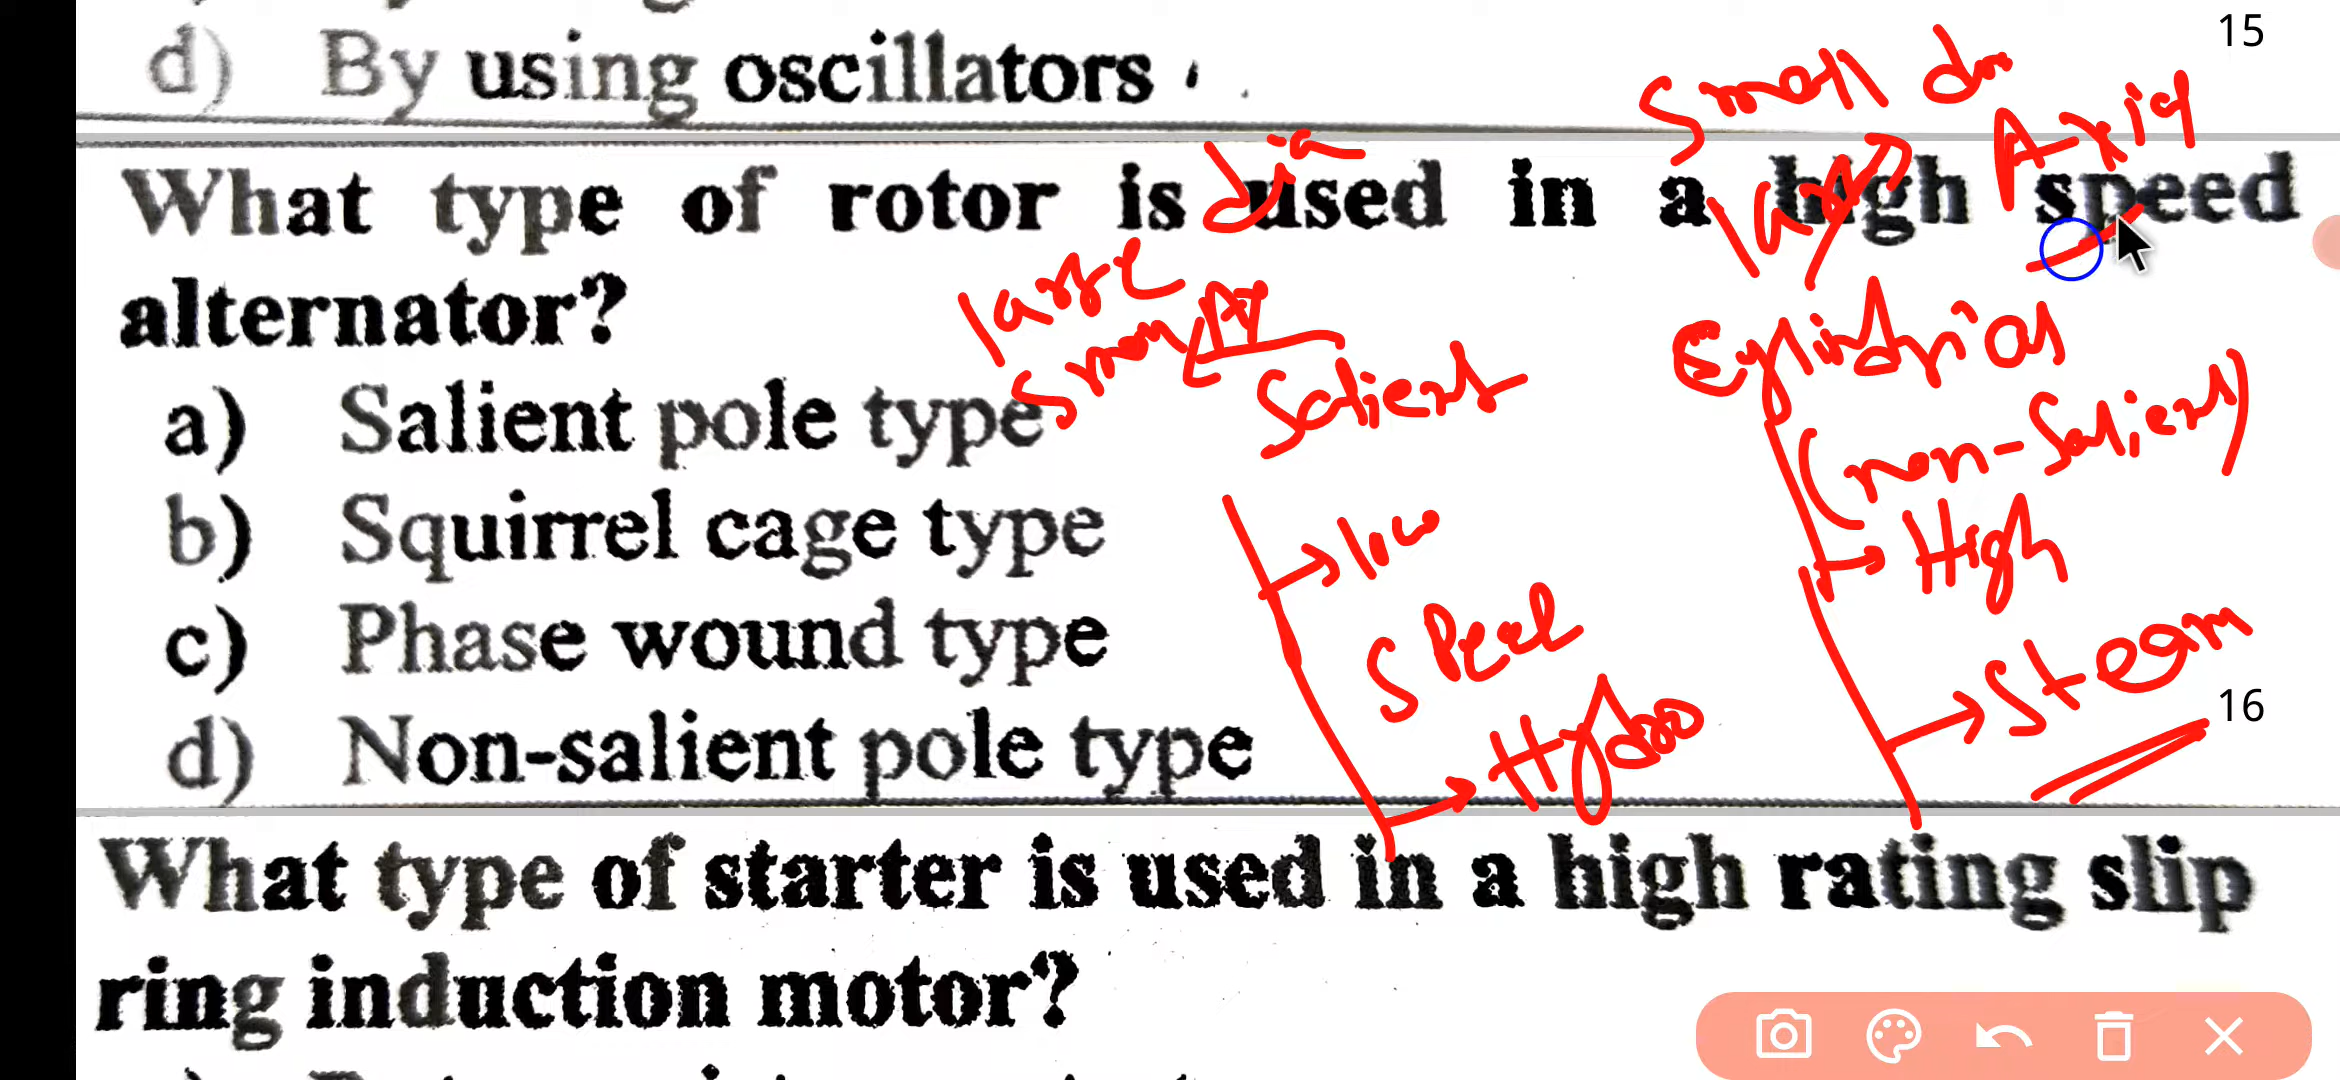 15
d) By using oscillators
Small dia
large Axial
What type of rotor is used in a high speed
dia
alternator?
large
Small
Salient
Cylindrical
(non-Salient)
a) Salient pole type
b) Squirrel cage type
low
Speed
High
c) Phase wound type
Hydro
Steam
16
d) Non-salient pole type
What type of starter is used in a high rating slip
ring induction motor?